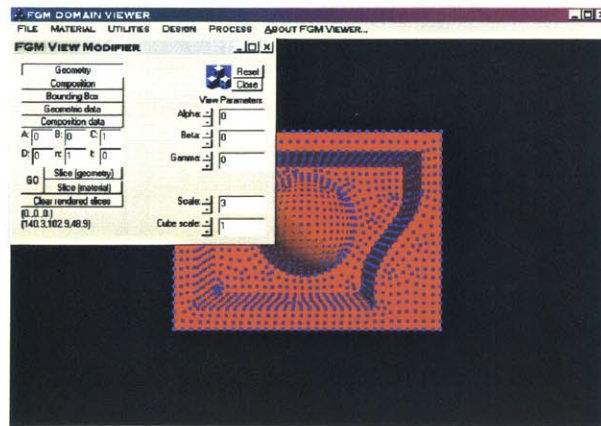 FGM DOMAIN VIEWER
FILE MATERIAL UTILITIES DESIGN PROCESS ABOUT FGM VIEWER...
FGM VIEW MODIFIER
Geometry
Composition
Bounding Box
Geometric data
Composition data
A: 0 B: 0 C: 1
D: 0 n: 1 t: 0
GO
Slice (geometry)
Slice (material)
Clear rendered slices
(0.,0.,0.)
(140.3,102.9,48.9)
Reset
Close
View Parameters
Alpha: 0
Beta: 0
Gamma: 0
Scale: 3
Cube scale: 1